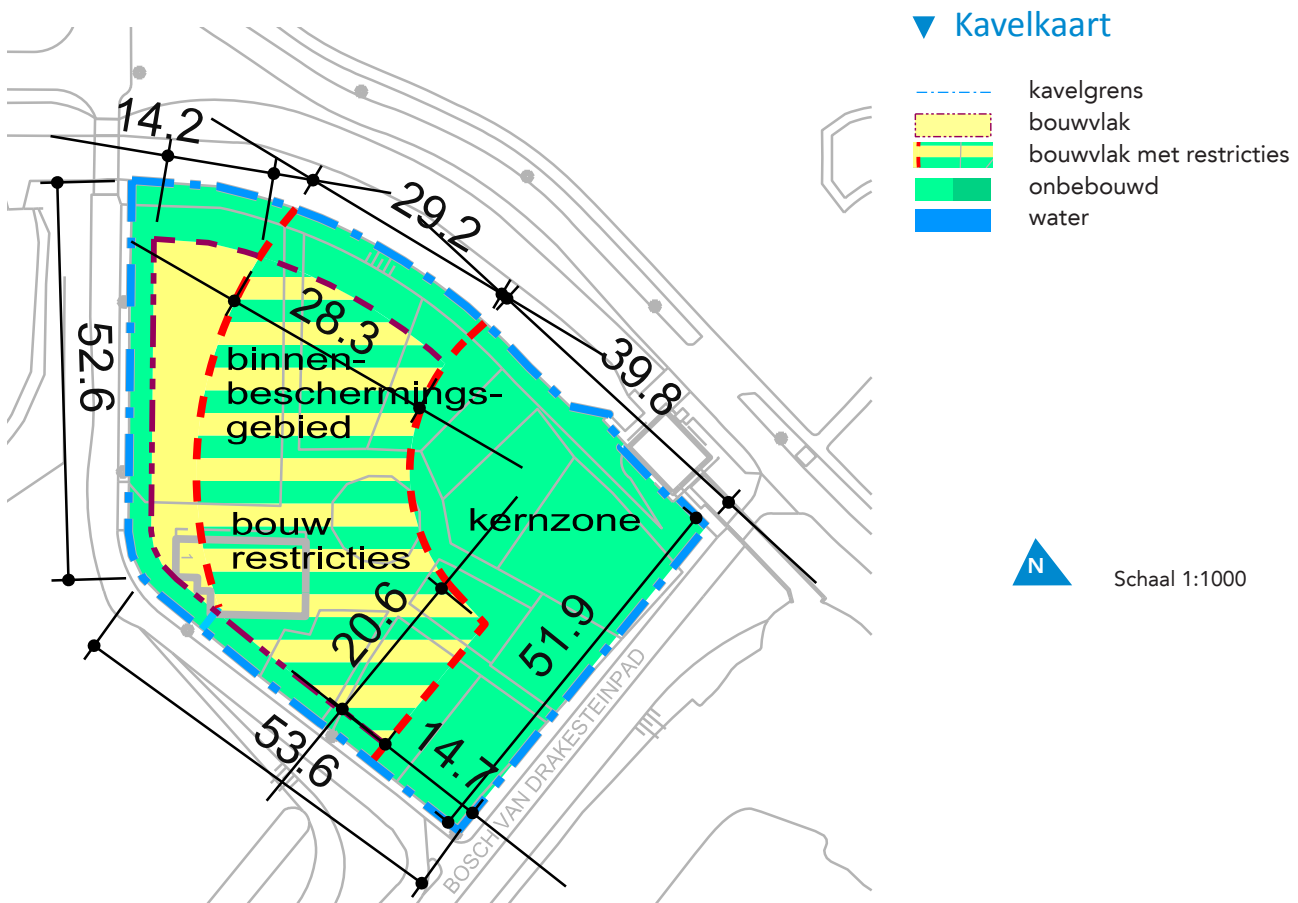 Kavelkaart
kavelgrens
bouwvlak
bouwvlak met restricties
onbebouwd
water
14.2
29.2
28.3
39.8
52.6
binnen-
beschermings-
gebied
kernzone
bouw
restricties
20.6
51.9
14.7
53.6
BOSCH VAN DRAKESTEINPAD
N
Schaal 1:1000